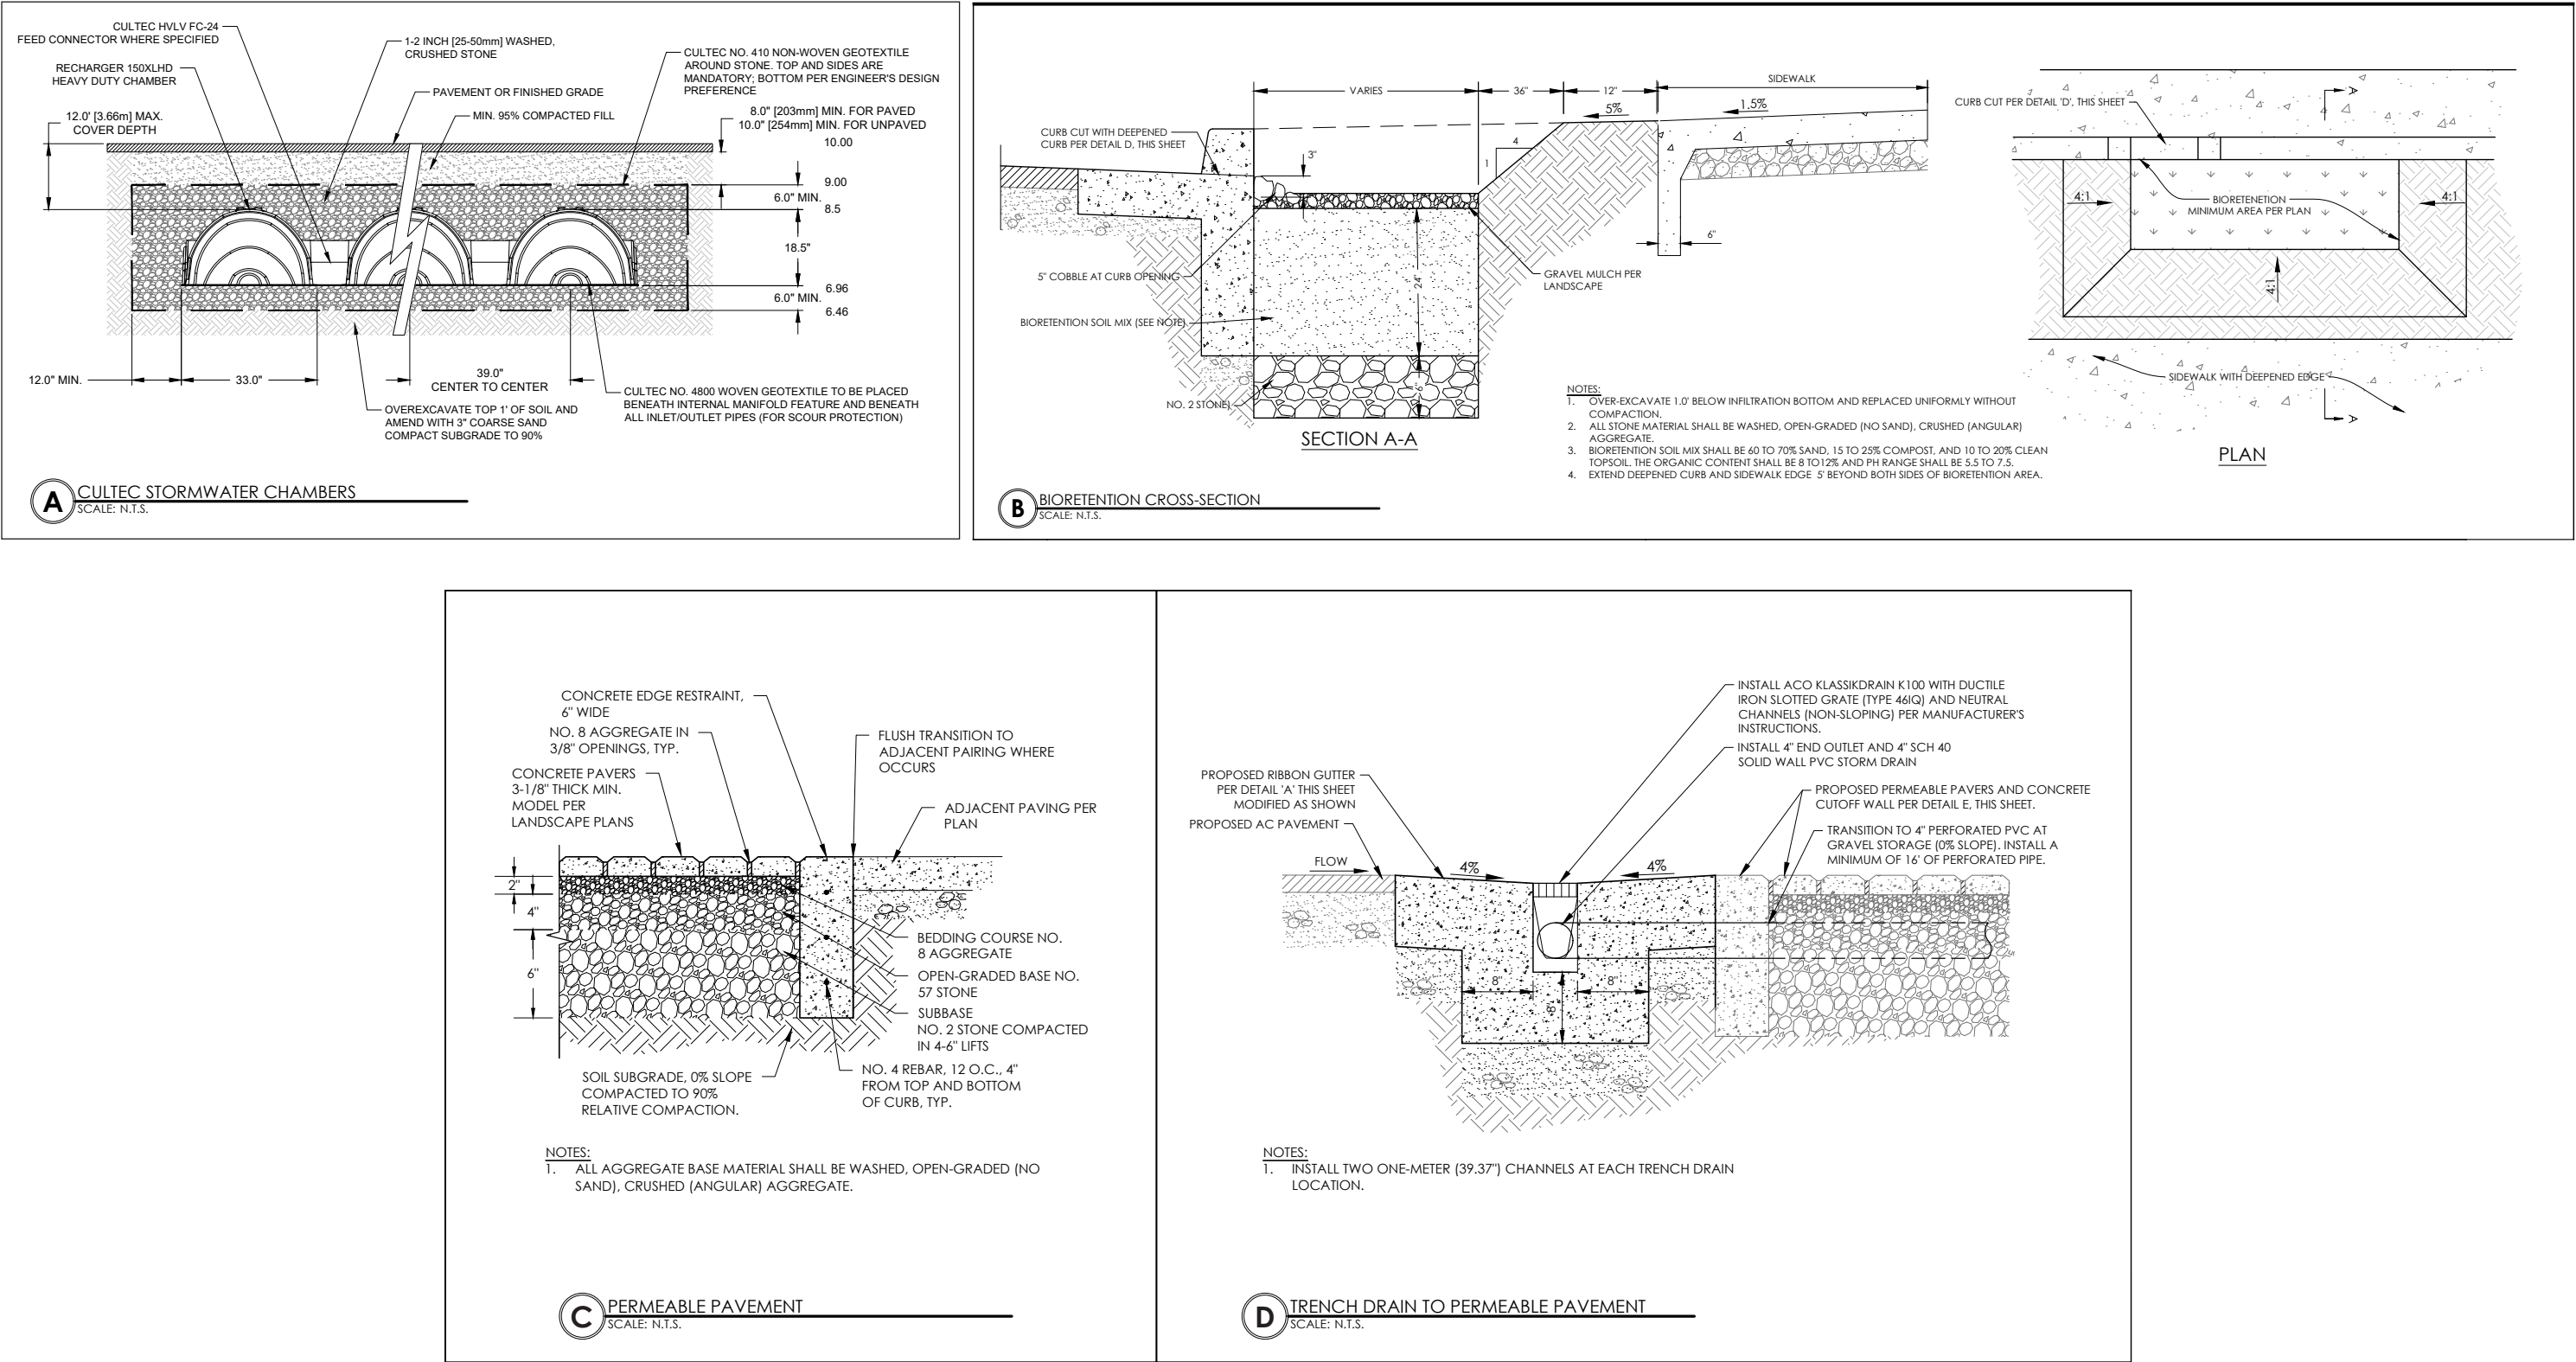 CULTEC HVLV FC-24
FEED CONNECTOR WHERE SPECIFIED
RECHARGER 150XLHD
HEAVY DUTY CHAMBER
12.0' [3.66m] MAX.
COVER DEPTH
1-2 INCH [25-50mm] WASHED,
CRUSHED STONE
PAVEMENT OR FINISHED GRADE
MIN. 95% COMPACTED FILL
CULTEC NO. 410 NON-WOVEN GEOTEXTILE
AROUND STONE. TOP AND SIDES ARE
MANDATORY; BOTTOM PER ENGINEER'S DESIGN
PREFERENCE
8.0" [203mm] MIN. FOR PAVED
10.0" [254mm] MIN. FOR UNPAVED
10.00
9.00
6.0" MIN.
8.5
18.5"
6.96
6.0" MIN.
6.46
12.0" MIN.
33.0"
39.0"
CENTER TO CENTER
OVEREXCAVATE TOP 1' OF SOIL AND
AMEND WITH 3" COARSE SAND
COMPACT SUBGRADE TO 90%
CULTEC NO. 4800 WOVEN GEOTEXTILE TO BE PLACED
BENEATH INTERNAL MANIFOLD FEATURE AND BENEATH
ALL INLET/OUTLET PIPES (FOR SCOUR PROTECTION)
A
CULTEC STORMWATER CHAMBERS
SCALE: N.T.S.
VARIES
36"
12"
SIDEWALK
5%
1.5%
CURB CUT WITH DEEPENED
CURB PER DETAIL D, THIS SHEET
3"
4
1
5" COBBLE AT CURB OPENING
BIORETENTION SOIL MIX (SEE NOTE)
NO. 2 STONE
24"
6"
6"
GRAVEL MULCH PER
LANDSCAPE
SECTION A-A
NOTES:
1. OVER-EXCAVATE 1.0' BELOW INFILTRATION BOTTOM AND REPLACED UNIFORMLY WITHOUT
COMPACTION.
2. ALL STONE MATERIAL SHALL BE WASHED, OPEN-GRADED (NO SAND), CRUSHED (ANGULAR)
AGGREGATE.
3. BIORETENTION SOIL MIX SHALL BE 60 TO 70% SAND, 15 TO 25% COMPOST, AND 10 TO 20% CLEAN
TOPSOIL. THE ORGANIC CONTENT SHALL BE 8 TO12% AND PH RANGE SHALL BE 5.5 TO 7.5.
4. EXTEND DEEPENED CURB AND SIDEWALK EDGE 5' BEYOND BOTH SIDES OF BIORETENTION AREA.
CURB CUT PER DETAIL 'D', THIS SHEET
A
4:1
BIORETENETION
MINIMUM AREA PER PLAN
4:1
4:1
SIDEWALK WITH DEEPENED EDGE
A
PLAN
B
BIORETENTION CROSS-SECTION
SCALE: N.T.S.
CONCRETE EDGE RESTRAINT,
6" WIDE
NO. 8 AGGREGATE IN
3/8" OPENINGS, TYP.
CONCRETE PAVERS
3-1/8" THICK MIN.
MODEL PER
LANDSCAPE PLANS
FLUSH TRANSITION TO
ADJACENT PAIRING WHERE
OCCURS
ADJACENT PAVING PER
PLAN
2"
4"
6"
BEDDING COURSE NO.
8 AGGREGATE
OPEN-GRADED BASE NO.
57 STONE
SUBBASE
NO. 2 STONE COMPACTED
IN 4-6" LIFTS
NO. 4 REBAR, 12 O.C., 4"
FROM TOP AND BOTTOM
OF CURB, TYP.
SOIL SUBGRADE, 0% SLOPE
COMPACTED TO 90%
RELATIVE COMPACTION.
NOTES:
1. ALL AGGREGATE BASE MATERIAL SHALL BE WASHED, OPEN-GRADED (NO
SAND), CRUSHED (ANGULAR) AGGREGATE.
C
PERMEABLE PAVEMENT
SCALE: N.T.S.
INSTALL ACO KLASSIKDRAIN K100 WITH DUCTILE
IRON SLOTTED GRATE (TYPE 461Q) AND NEUTRAL
CHANNELS (NON-SLOPING) PER MANUFACTURER'S
INSTRUCTIONS.
INSTALL 4" END OUTLET AND 4" SCH 40
SOLID WALL PVC STORM DRAIN
PROPOSED RIBBON GUTTER
PER DETAIL 'A' THIS SHEET
MODIFIED AS SHOWN
PROPOSED AC PAVEMENT
PROPOSED PERMEABLE PAVERS AND CONCRETE
CUTOFF WALL PER DETAIL E, THIS SHEET.
TRANSITION TO 4" PERFORATED PVC AT
GRAVEL STORAGE (0% SLOPE). INSTALL A
MINIMUM OF 16' OF PERFORATED PIPE.
FLOW
4%
4%
8"
8"
8"
NOTES:
1. INSTALL TWO ONE-METER (39.37") CHANNELS AT EACH TRENCH DRAIN
LOCATION.
D
TRENCH DRAIN TO PERMEABLE PAVEMENT
SCALE: N.T.S.